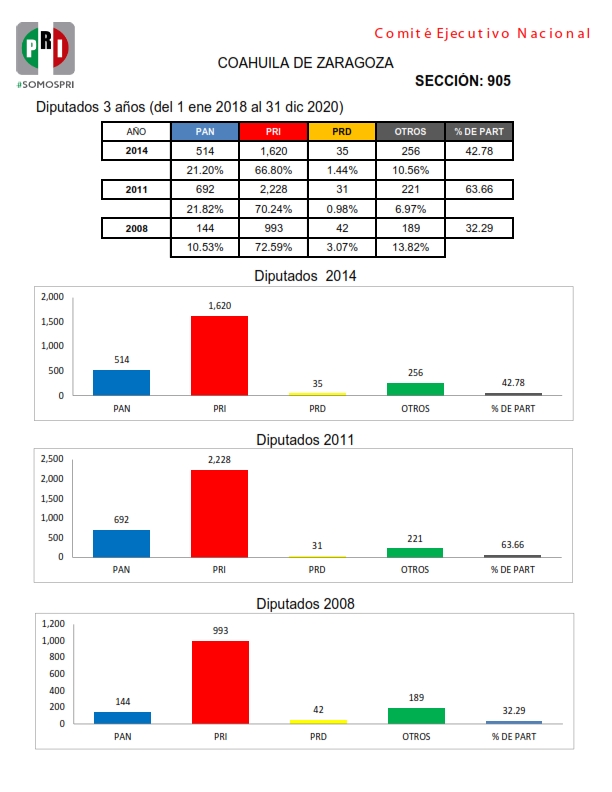 PRI
#SOMOSPRI
Comité Ejecutivo Nacional
COAHUILA DE ZARAGOZA
SECCIÓN: 905
Diputados 3 años (del 1 ene 2018 al 31 dic 2020)
AÑO PAN PRI PRD OTROS % DE PART
2014 514 1,620 35 256 42.78
21.20% 66.80% 1.44% 10.56%
2011 692 2,228 31 221 63.66
21.82% 70.24% 0.98% 6.97%
2008 144 993 42 189 32.29
10.53% 72.59% 3.07% 13.82%
Diputados 2014
2,000
1,500
1,000
500
0
514 1,620 35 256 42.78
PAN PRI PRD OTROS % DE PART
Diputados 2011
2,500
2,000
1,500
1,000
500
0
692 2,228 31 221 63.66
PAN PRI PRD OTROS % DE PART
Diputados 2008
1,200
1,000
800
600
400
200
0
144 993 42 189 32.29
PAN PRI PRD OTROS % DE PART